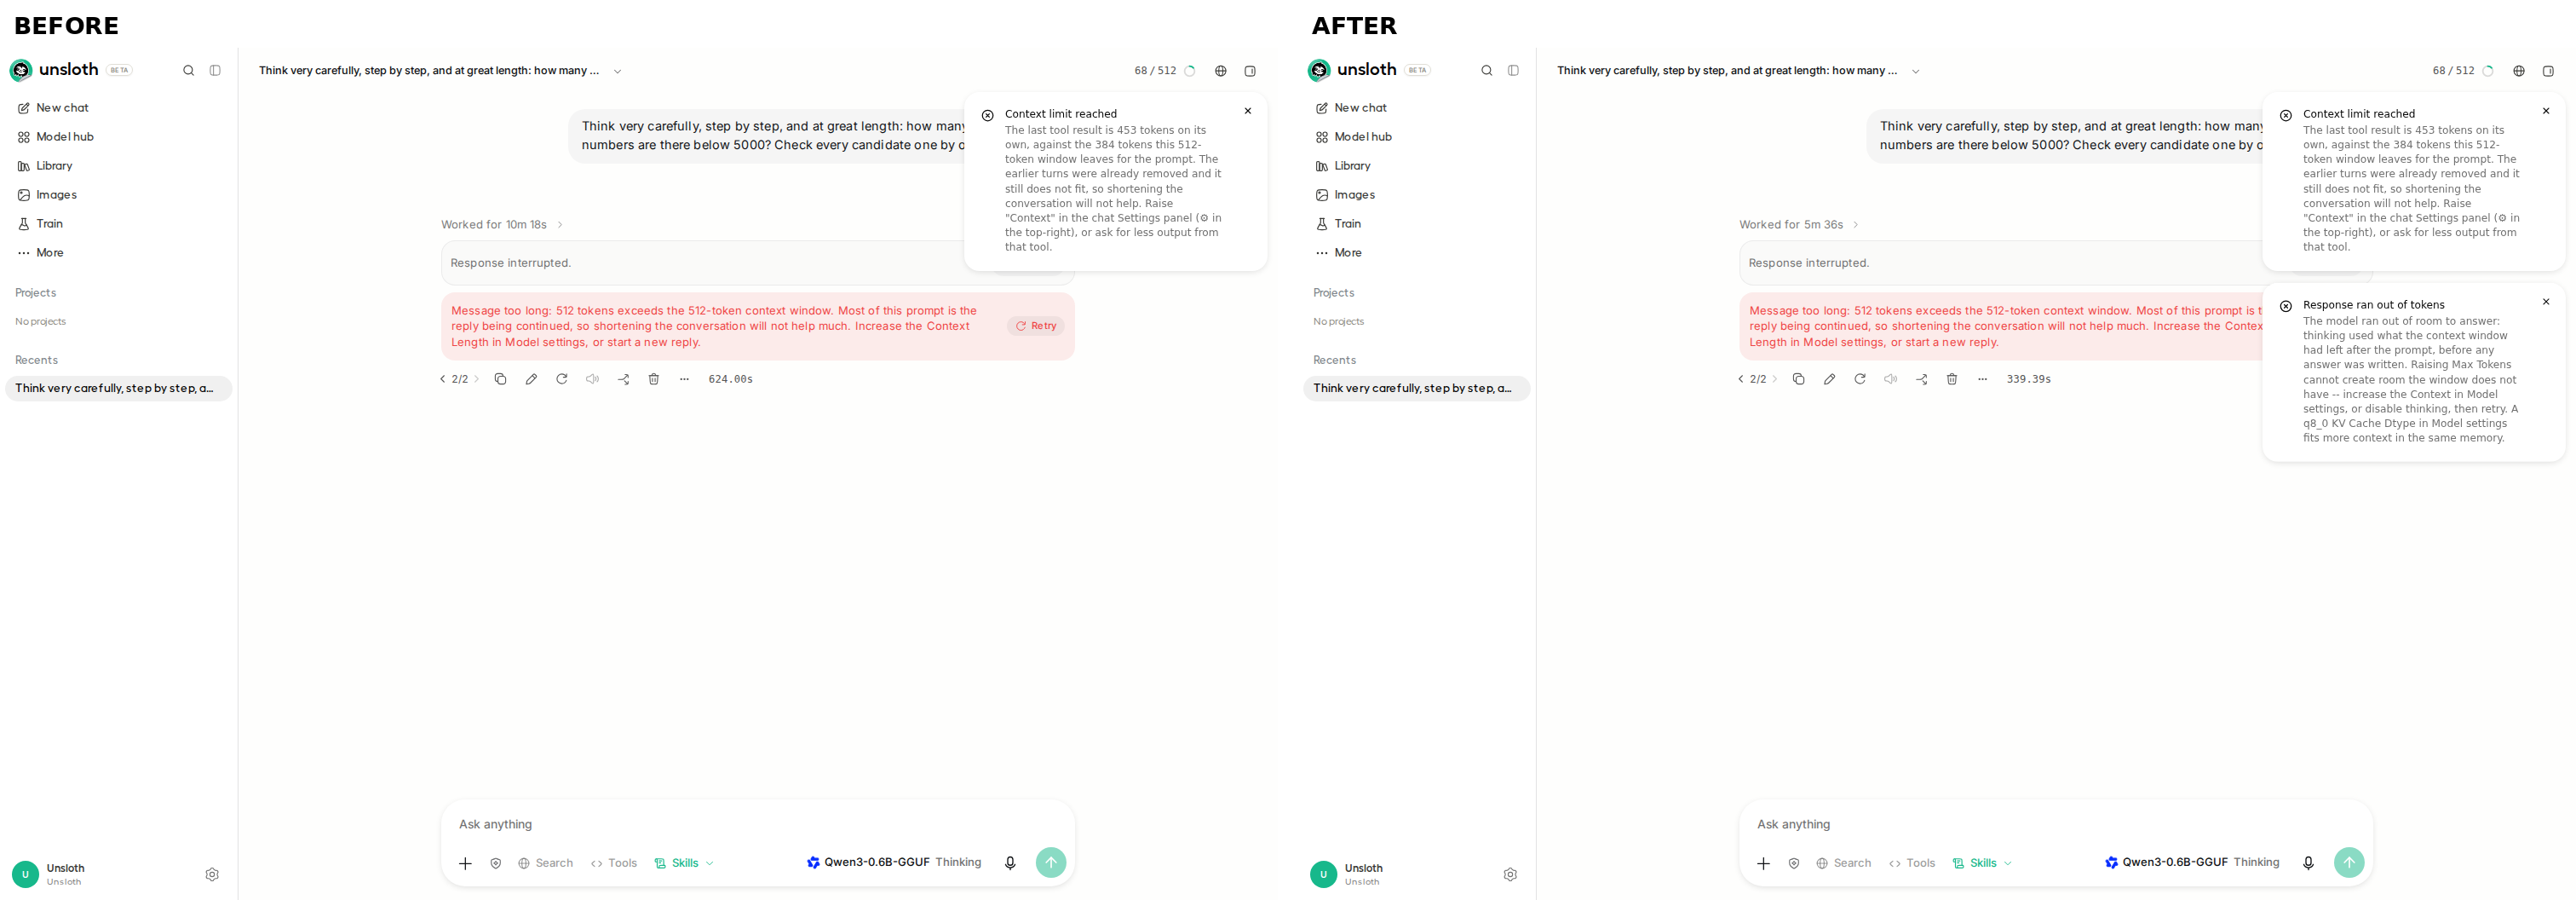 BEFORE
unsloth BETA
New chat
Model hub
Library
Images
Train
More
Projects
No projects
Recents
Think very carefully, step by step, a...
Unsloth
Unsloth
U
Think very carefully, step by step, and at great length: how many ...
68 / 512
Think very carefully, step by step, and at great length: how many
numbers are there below 5000? Check every candidate one by o
Context limit reached
The last tool result is 453 tokens on its
own, against the 384 tokens this 512-
token window leaves for the prompt. The
earlier turns were already removed and it
still does not fit, so shortening the
conversation will not help. Raise
"Context" in the chat Settings panel (⚙ in
the top-right), or ask for less output from
that tool.
Worked for 10m 18s
Response interrupted.
Message too long: 512 tokens exceeds the 512-token context window. Most of this prompt is the
reply being continued, so shortening the conversation will not help much. Increase the Context
Length in Model settings, or start a new reply.
Retry
2/2
624.00s
Ask anything
Search
Tools
Skills
Qwen3-0.6B-GGUF Thinking
AFTER
unsloth BETA
New chat
Model hub
Library
Images
Train
More
Projects
No projects
Recents
Think very carefully, step by step, a...
Unsloth
Unsloth
U
Think very carefully, step by step, and at great length: how many ...
68 / 512
Think very carefully, step by step, and at great length: how many
numbers are there below 5000? Check every candidate one by o
Context limit reached
The last tool result is 453 tokens on its
own, against the 384 tokens this 512-
token window leaves for the prompt. The
earlier turns were already removed and it
still does not fit, so shortening the
conversation will not help. Raise
"Context" in the chat Settings panel (⚙ in
the top-right), or ask for less output from
that tool.
Worked for 5m 36s
Response interrupted.
Message too long: 512 tokens exceeds the 512-token context window. Most of this prompt is t
reply being continued, so shortening the conversation will not help much. Increase the Contex
Length in Model settings, or start a new reply.
Response ran out of tokens
The model ran out of room to answer:
thinking used what the context window
had left after the prompt, before any
answer was written. Raising Max Tokens
cannot create room the window does not
have -- increase the Context in Model
settings, or disable thinking, then retry. A
q8_0 KV Cache Dtype in Model settings
fits more context in the same memory.
2/2
339.39s
Ask anything
Search
Tools
Skills
Qwen3-0.6B-GGUF Thinking